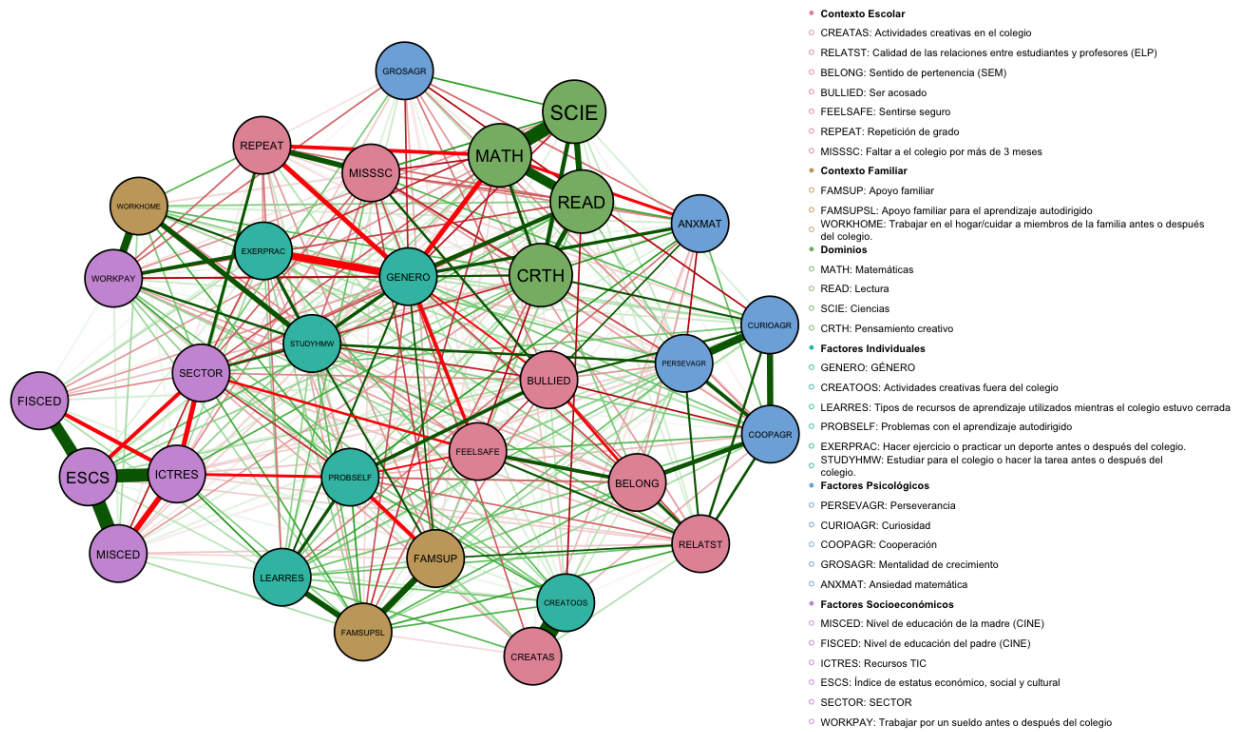 GROSAGR
SCIE
REPEAT
MATH
MISSSC
READ
WORKHOME
ANXMAT
EXERPRAC
WORKPAY
GENERO
CRTH
CURIOAGR
STUDYHMW
PERSEVAGR
SECTOR
BULLIED
FISCED
COOPAGR
FEELSAFE
ESCS
ICTRES
PROBSELF
BELONG
MISCED
RELATST
FAMSUP
LEARRES
CREATOOS
FAMSUPSL
CREATAS
Contexto Escolar
CREATAS: Actividades creativas en el colegio
RELATST: Calidad de las relaciones entre estudiantes y profesores (ELP)
BELONG: Sentido de pertenencia (SEM)
BULLIED: Ser acosado
FEELSAFE: Sentirse seguro
REPEAT: Repetición de grado
MISSSC: Faltar a el colegio por más de 3 meses
Contexto Familiar
FAMSUP: Apoyo familiar
FAMSUPSL: Apoyo familiar para el aprendizaje autodirigido
WORKHOME: Trabajar en el hogar/cuidar a miembros de la familia antes o después
del colegio.
Dominios
MATH: Matemáticas
READ: Lectura
SCIE: Ciencias
CRTH: Pensamiento creativo
Factores Individuales
GENERO: GÉNERO
CREATOOS: Actividades creativas fuera del colegio
LEARRES: Tipos de recursos de aprendizaje utilizados mientras el colegio estuvo cerrada
PROBSELF: Problemas con el aprendizaje autodirigido
EXERPRAC: Hacer ejercicio o practicar un deporte antes o después del colegio.
STUDYHMW: Estudiar para el colegio o hacer la tarea antes o después del
colegio.
Factores Psicológicos
PERSEVAGR: Perseverancia
CURIOAGR: Curiosidad
COOPAGR: Cooperación
GROSAGR: Mentalidad de crecimiento
ANXMAT: Ansiedad matemática
Factores Socioeconómicos
MISCED: Nivel de educación de la madre (CINE)
FISCED: Nivel de educación del padre (CINE)
ICTRES: Recursos TIC
ESCS: Índice de estatus económico, social y cultural
SECTOR: SECTOR
WORKPAY: Trabajar por un sueldo antes o después del colegio